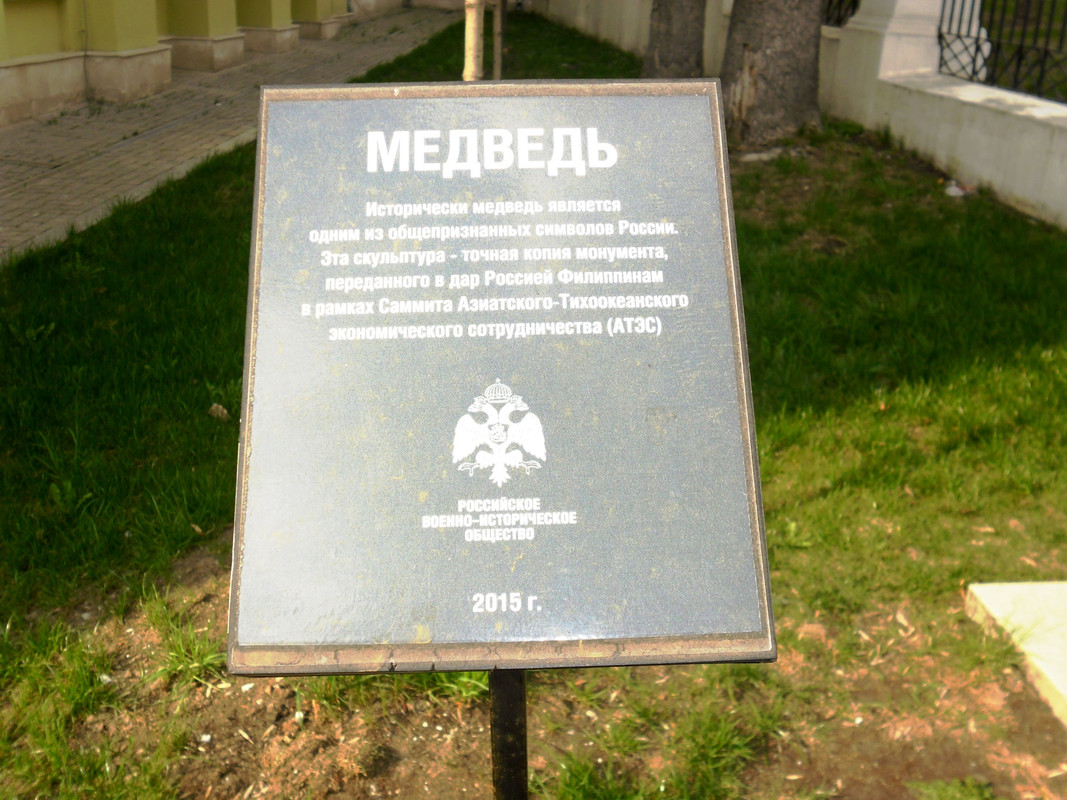 МЕДВЕДЬ
Исторически медведь является
одним из общепризнанных символов России.
Эта скульптура - точная копия монумента,
переданного в дар Россией Филиппинам
в рамках Саммита Азиатского-Тихоокеанского
экономического сотрудничества (АТЭС)
РОССИЙСКОЕ
ВОЕННО-ИСТОРИЧЕСКОЕ
ОБЩЕСТВО
2015 г.